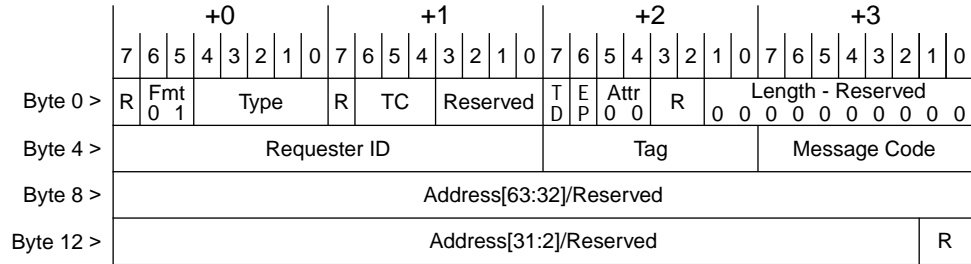 +0 +1 +2 +3
7 6 5 4 3 2 1 0 7 6 5 4 3 2 1 0 7 6 5 4 3 2 1 0 7 6 5 4 3 2 1 0
Byte 0 > R Fmt 0 1 Type R TC Reserved TD EP Attr 0 0 R Length - Reserved 0 0 0 0 0 0 0 0 0 0
Byte 4 > Requester ID Tag Message Code
Byte 8 > Address[63:32]/Reserved
Byte 12 > Address[31:2]/Reserved R